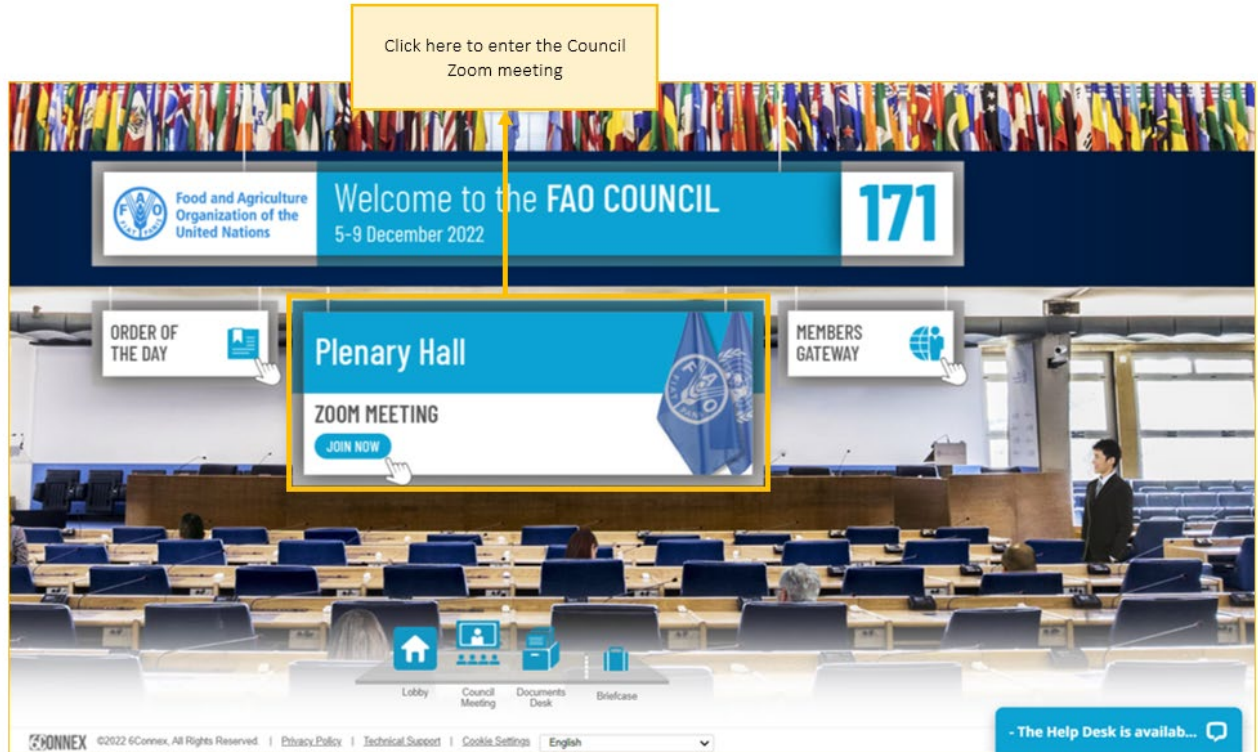 Click here to enter the Council
Zoom meeting
Food and Agriculture
Organization of the
United Nations
Welcome to the FAO COUNCIL
5-9 December 2022
171
ORDER OF
THE DAY
Plenary Hall
ZOOM MEETING
JOIN NOW
MEMBERS
GATEWAY
Lobby
Council
Meeting
Documents
Desk
Briefcase
6CONNEX ©2022 6Connex, All Rights Reserved. | Privacy Policy | Technical Support | Cookie Settings English
- The Help Desk is availab...